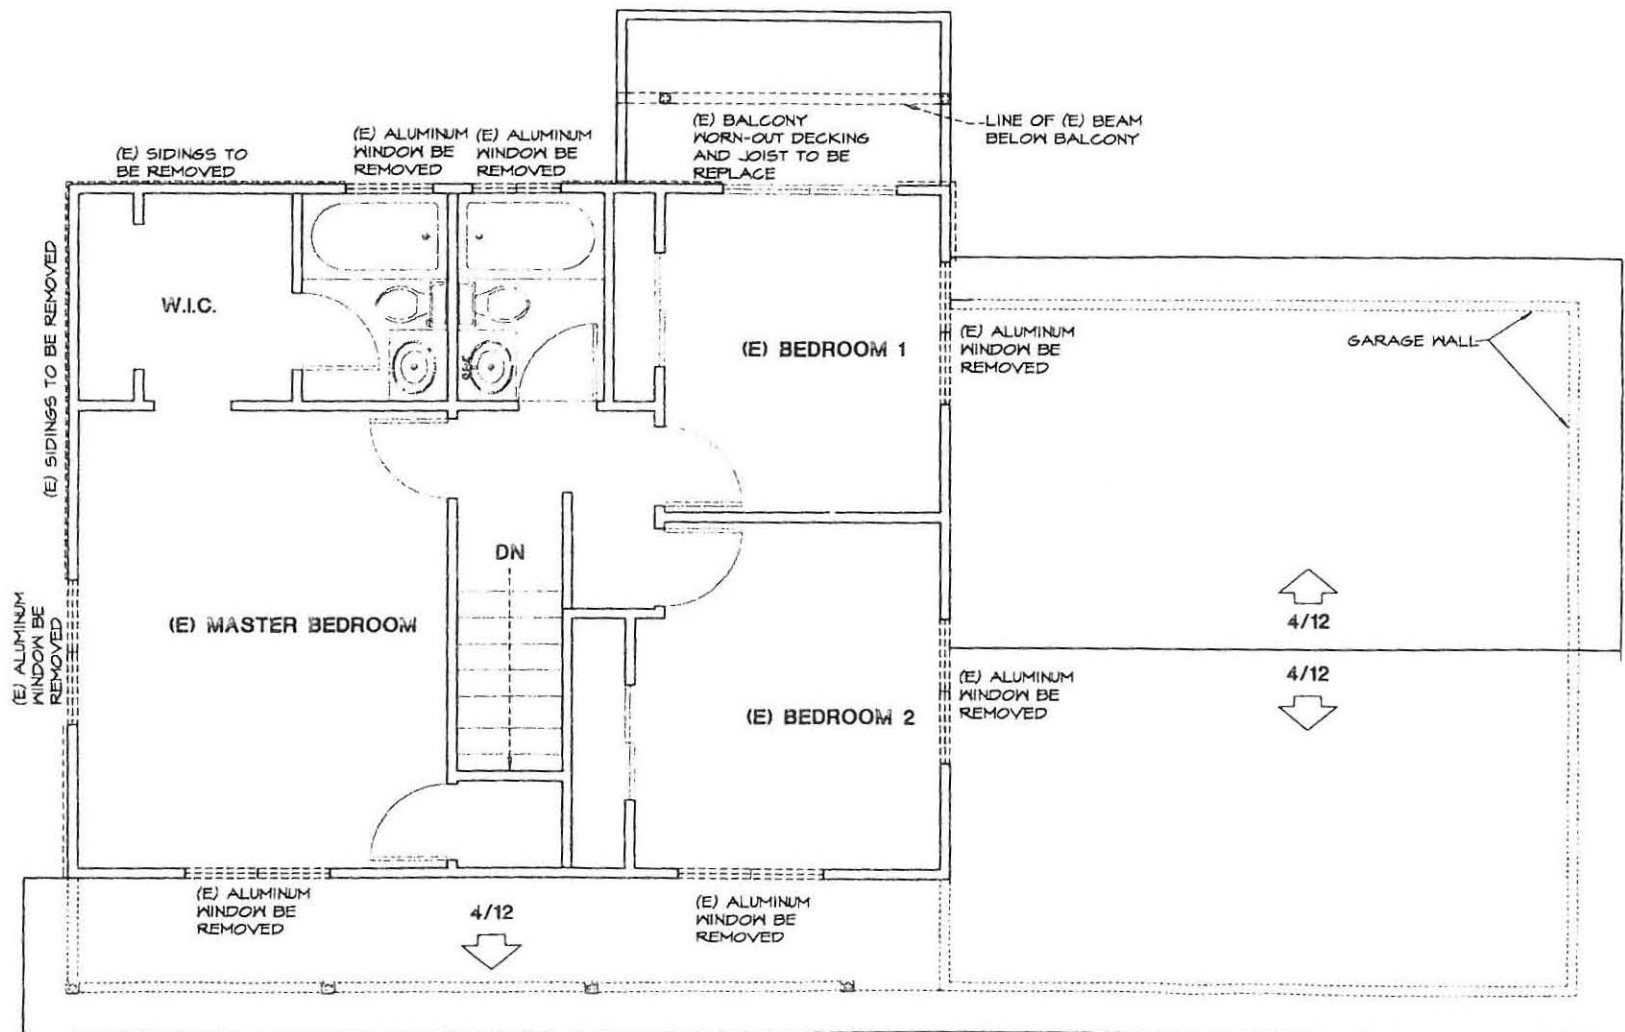 (E) BALCONY
WORN-OUT DECKING
AND JOIST TO BE
REPLACE
LINE OF (E) BEAM
BELOW BALCONY
(E) SIDINGS TO
BE REMOVED
(E) ALUMINUM
WINDOW BE
REMOVED
(E) ALUMINUM
WINDOW BE
REMOVED
(E) SIDINGS TO BE REMOVED
W.I.C.
(E) BEDROOM 1
(E) ALUMINUM
WINDOW BE
REMOVED
GARAGE WALL
DN
(E) MASTER BEDROOM
(E) ALUMINUM
WINDOW BE
REMOVED
4/12
4/12
(E) BEDROOM 2
(E) ALUMINUM
WINDOW BE
REMOVED
(E) ALUMINUM
WINDOW BE
REMOVED
4/12
(E) ALUMINUM
WINDOW BE
REMOVED